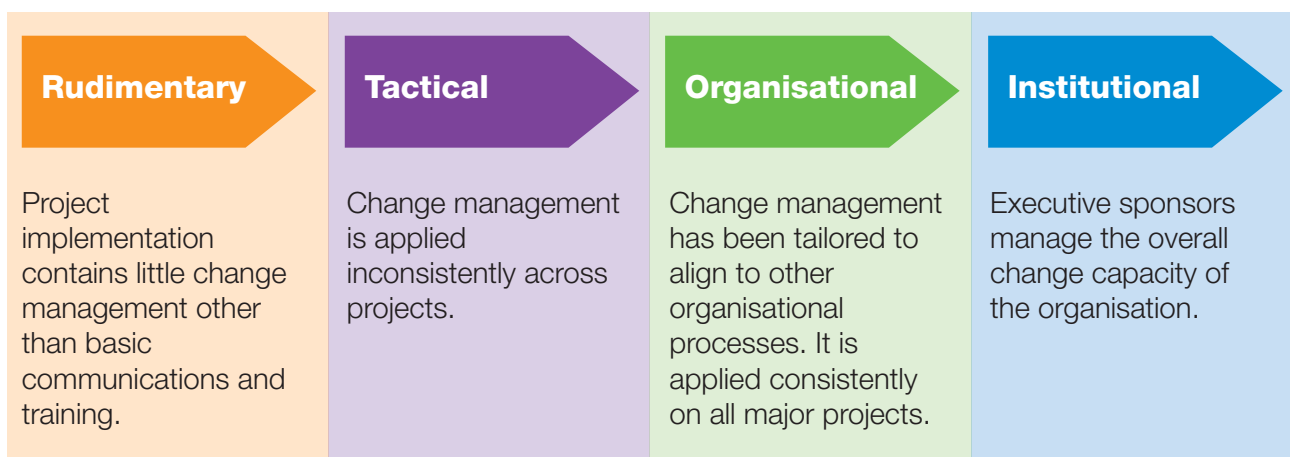 Rudimentary
Project
implementation
contains little change
management other
than basic
communications and
training.
Tactical
Change management
is applied
inconsistently across
projects.
Organisational
Change management
has been tailored to
align to other
organisational
processes. It is
applied consistently
on all major projects.
Institutional
Executive sponsors
manage the overall
change capacity of
the organisation.